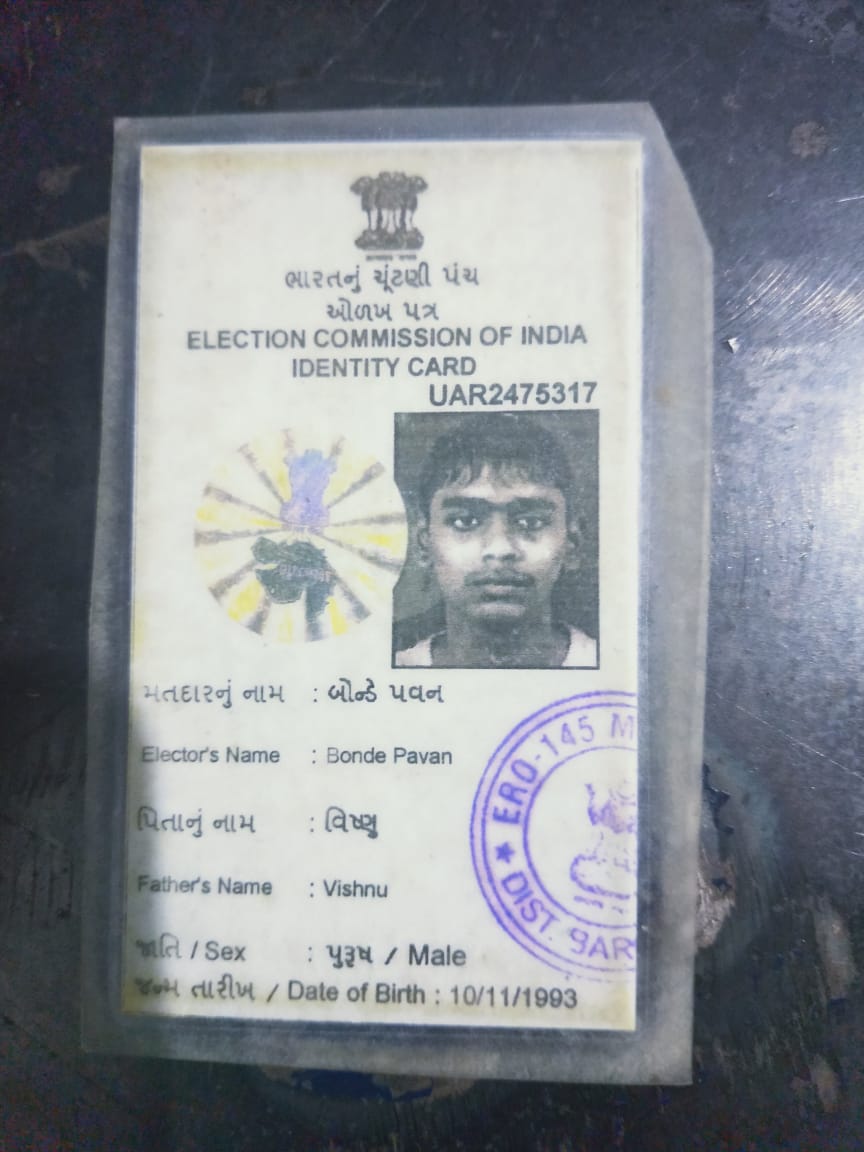 ભારતનું ચૂંટણી પંચ
ઓળખ પત્ર
ELECTION COMMISSION OF INDIA
IDENTITY CARD
UAR2475317
મતદારનું નામ : બોન્ડે પવન
Elector's Name : Bonde Pavan
પિતાનું નામ : વિષ્ણુ
Father's Name : Vishnu
જાતિ / Sex : પુરૂષ / Male
જન્મ તારીખ / Date of Birth : 10/11/1993
ERO-145
★ DIST.